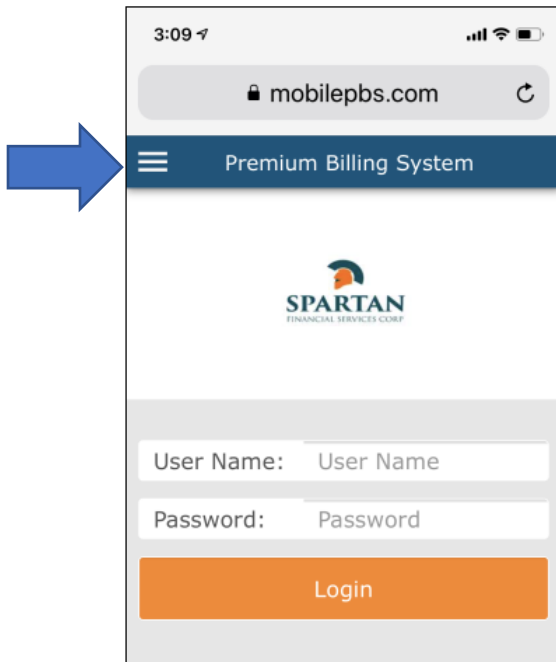 3:09
mobilepbs.com
Premium Billing System
SPARTAN
FINANCIAL SERVICES CORP
User Name: User Name
Password: Password
Login